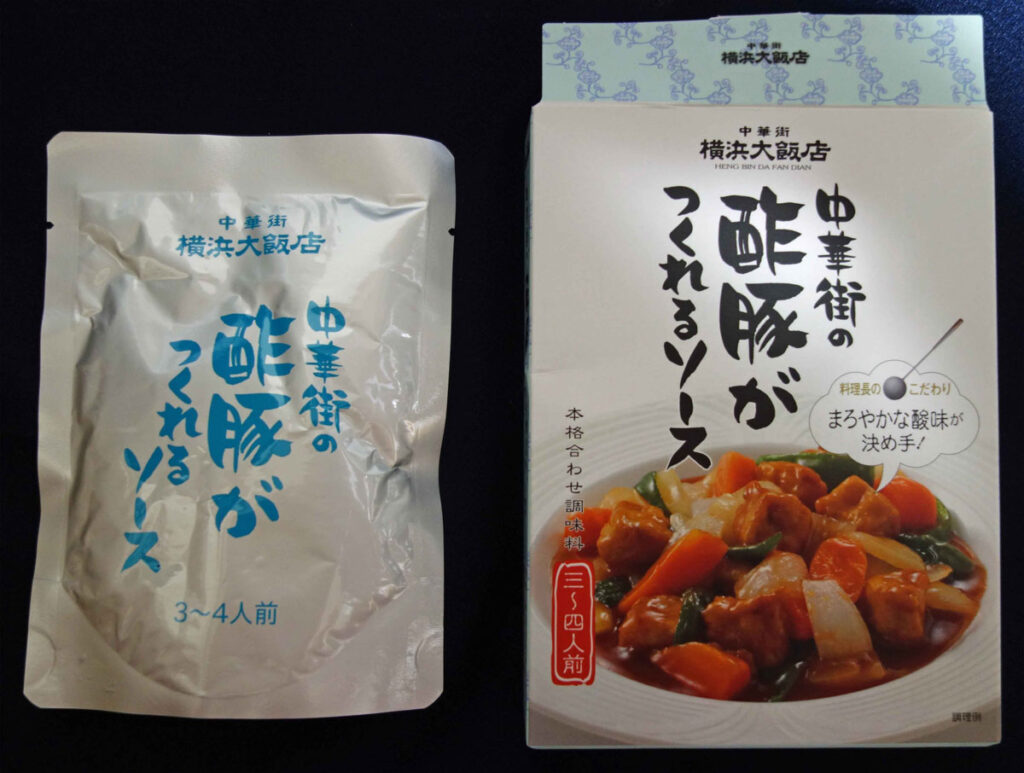 中華街
横浜大飯店
中華街の
酢豚が
つくれる
ソース
3～4人前
中華街
横浜大飯店
中華街
横浜大飯店
HENG BIN DA FAN DIAN
中華街の
酢豚が
つくれるソース
料理長のこだわり
まろやかな酸味が
決め手!
本格合わせ調味料
三～四人前
調理例